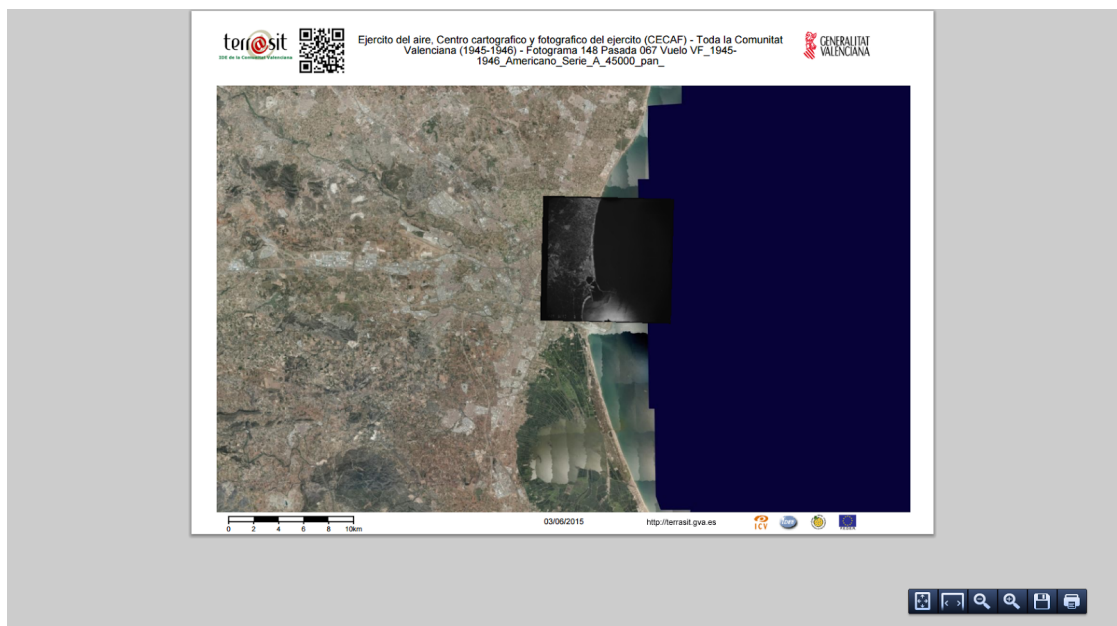 terr@sit
IDE de la Comunitat Valenciana
Ejercito del aire, Centro cartografico y fotografico del ejercito (CECAF) - Toda la Comunitat
Valenciana (1945-1946) - Fotograma 148 Pasada 067 Vuelo VF_1945-
1946_Americano_Serie_A_45000_pan_
GENERALITAT
VALENCIANA
0 2 4 6 8 10km
03/06/2015
http://terrasit.gva.es
ICV